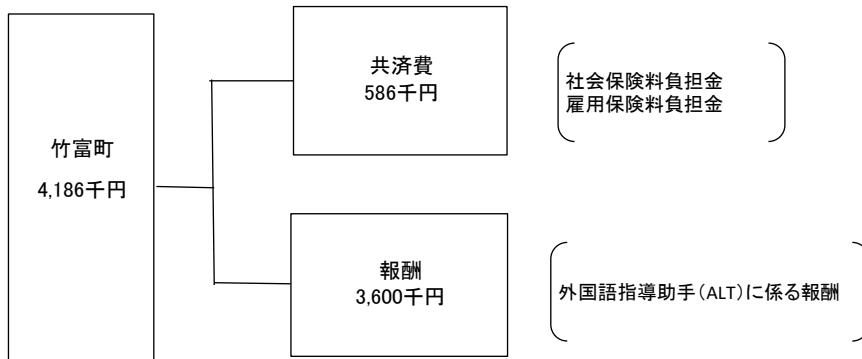 竹富町
4,186千円
共済費
586千円
社会保険料負担金
雇用保険料負担金
報酬
3,600千円
外国語指導助手(ALT)に係る報酬